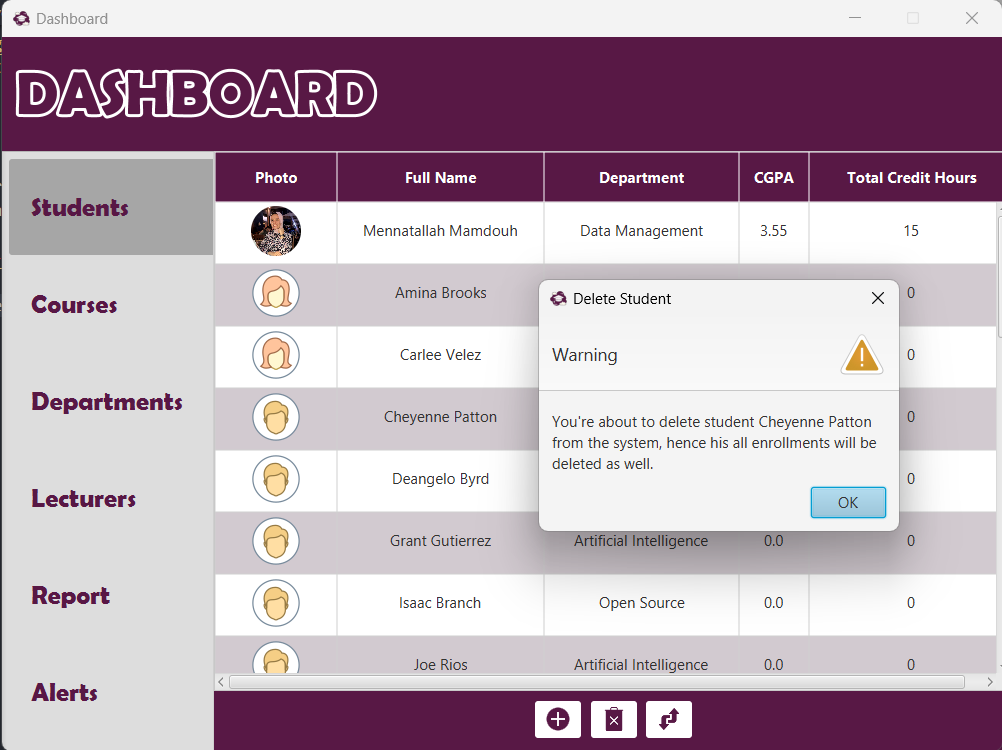 Dashboard
DASHBOARD
Students
Courses
Departments
Lecturers
Report
Alerts
Photo Full Name Department CGPA Total Credit Hours
Mennatallah Mamdouh Data Management 3.55 15
Amina Brooks 0
Carlee Velez 0
Cheyenne Patton 0
Deangelo Byrd 0
Grant Gutierrez Artificial Intelligence 0.0 0
Isaac Branch Open Source 0.0 0
Joe Rios Artificial Intelligence 0.0 0
Delete Student
Warning
You're about to delete student Cheyenne Patton
from the system, hence his all enrollments will be
deleted as well.
OK